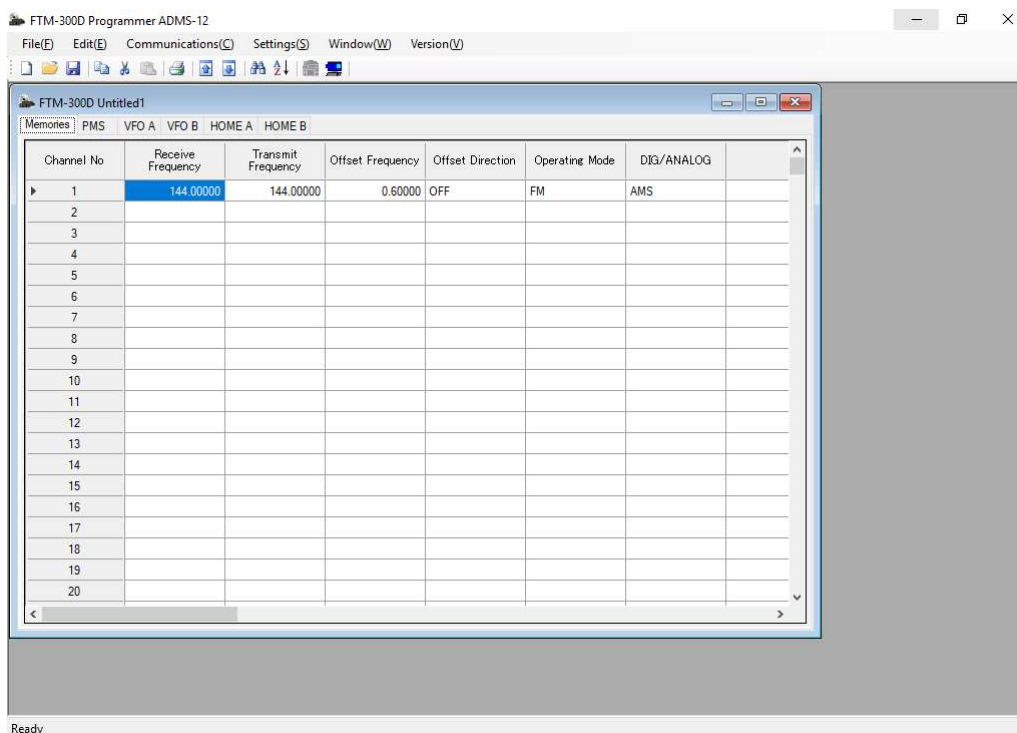 FTM-300D Programmer ADMS-12
File(F) Edit(E) Communications(C) Settings(S) Window(W) Version(V)
FTM-300D Untitled1
Memories PMS VFO A VFO B HOME A HOME B
Channel No Receive Frequency Transmit Frequency Offset Frequency Offset Direction Operating Mode DIG/ANALOG
1 144.00000 144.00000 0.60000 OFF FM AMS
2
3
4
5
6
7
8
9
10
11
12
13
14
15
16
17
18
19
20
Ready